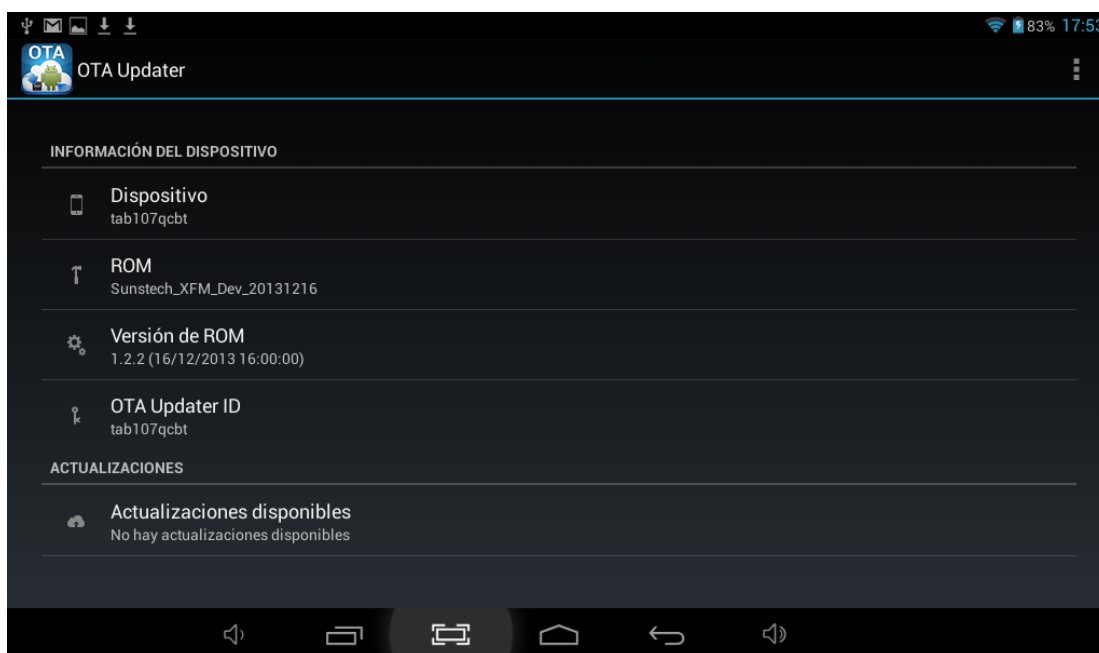 83% 17:53
OTA
OTA Updater
INFORMACIÓN DEL DISPOSITIVO
Dispositivo
tab107qcbt
ROM
Sunstech_XFM_Dev_20131216
Versión de ROM
1.2.2 (16/12/2013 16:00:00)
OTA Updater ID
tab107qcbt
ACTUALIZACIONES
Actualizaciones disponibles
No hay actualizaciones disponibles